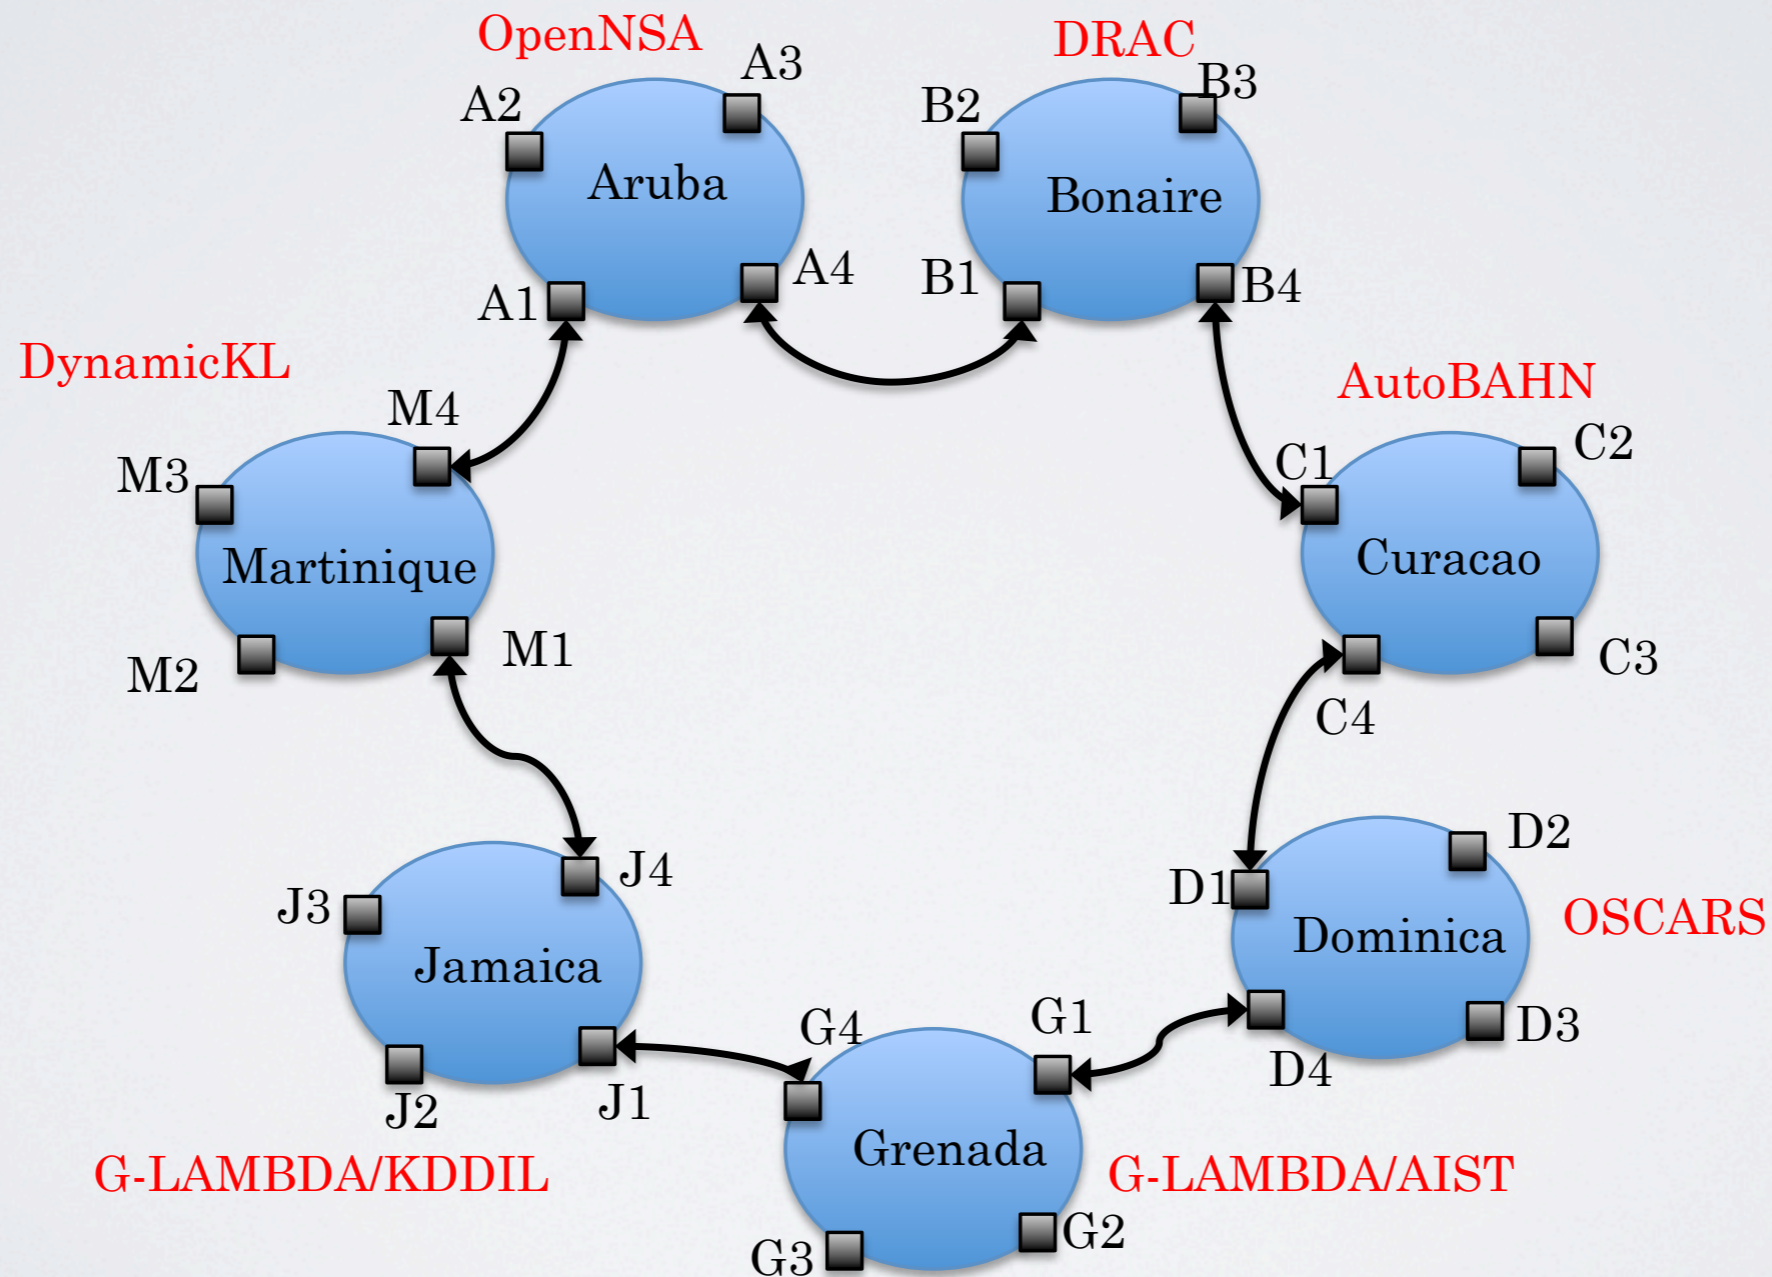 OpenNSA
DRAC
A2
A3
B2
B3
Aruba
Bonaire
A1
A4
B1
B4
DynamicKL
AutoBAHN
M4
M3
C1
C2
Martinique
Curacao
M2
M1
C4
C3
J3
J4
D1
D2
Jamaica
Dominica
OSCARS
J2
J1
G4
G1
D4
D3
Grenada
G-LAMBDA/KDDIL
G-LAMBDA/AIST
G3
G2